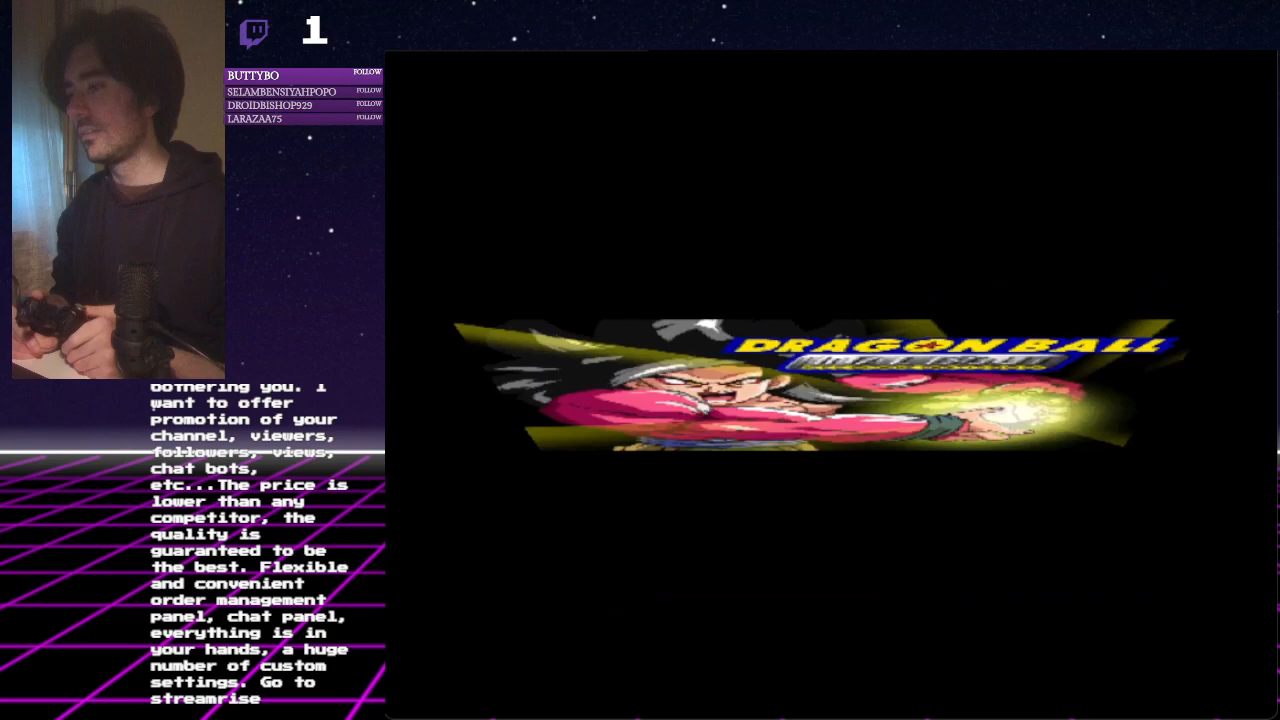 1
BUTTYBO FOLLOW
SELAMBENSIYAHPOPO FOLLOW
DROIDBISHOP929 FOLLOW
LARAZAA75 FOLLOW
DRAGON BALL
bothering you. I
want to offer
promotion of your
channel, viewers,
followers, views,
chat bots,
etc...The price is
lower than any
competitor, the
quality is
guaranteed to be
the best. Flexible
and convenient
order management
panel, chat panel,
everything is in
your hands, a huge
number of custom
settings. Go to
streamrise